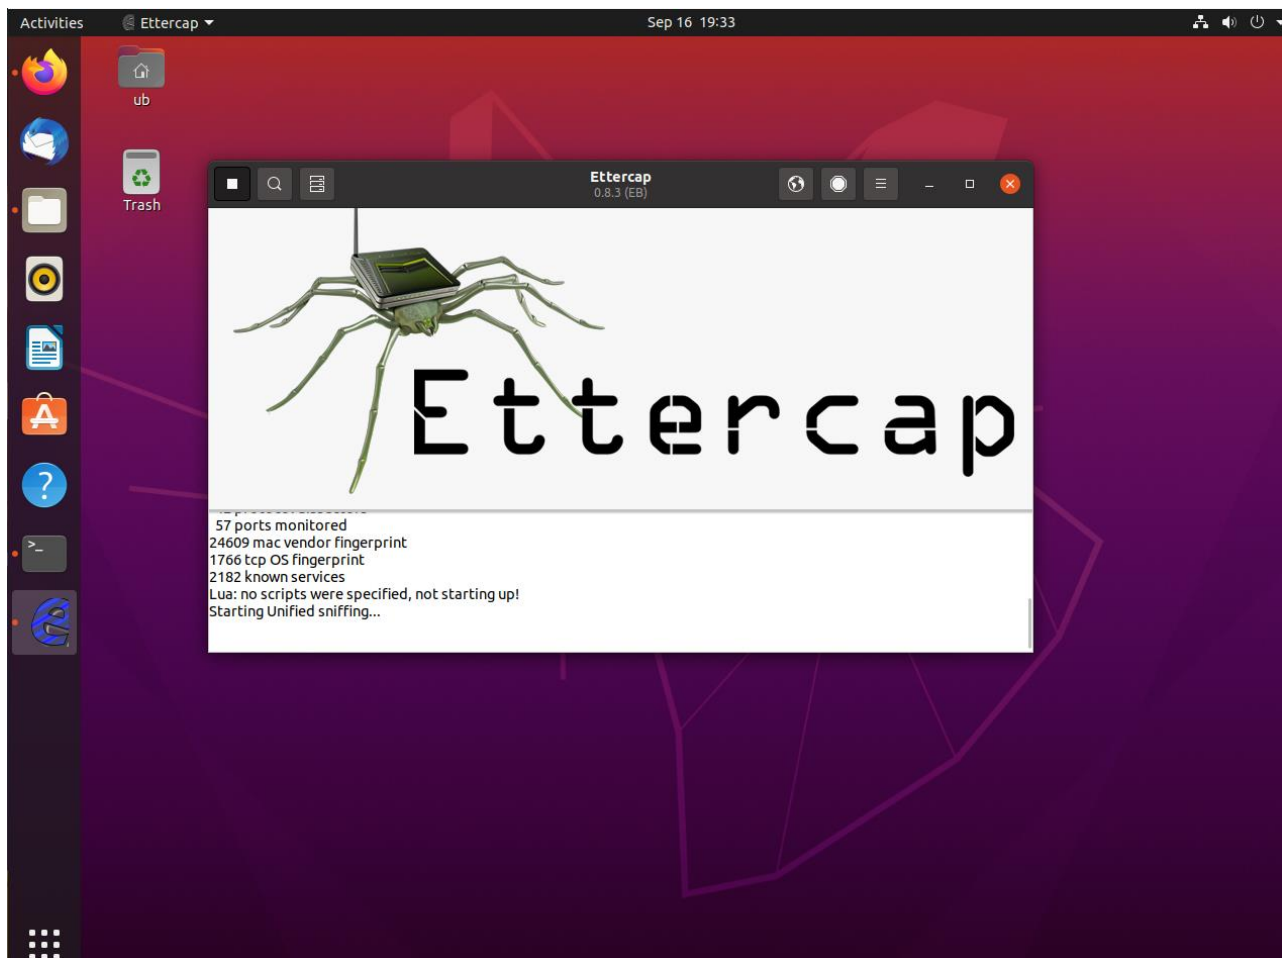 Activities
Ettercap
Sep 16 19:33
ub
Trash
Ettercap
0.8.3 (EB)
Ettercap
57 ports monitored
24609 mac vendor fingerprint
1766 tcp OS fingerprint
2182 known services
Lua: no scripts were specified, not starting up!
Starting Unified sniffing...